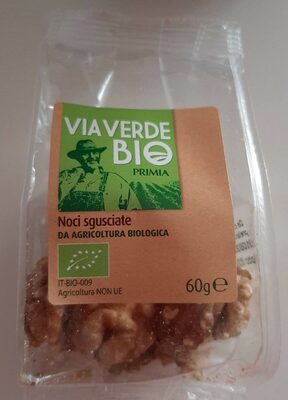 VIAVERDE
BIO
PRIMIA
Noci sgusciate
DA AGRICOLTURA BIOLOGICA
IT-BIO-009
Agricoltura NON UE
60g e